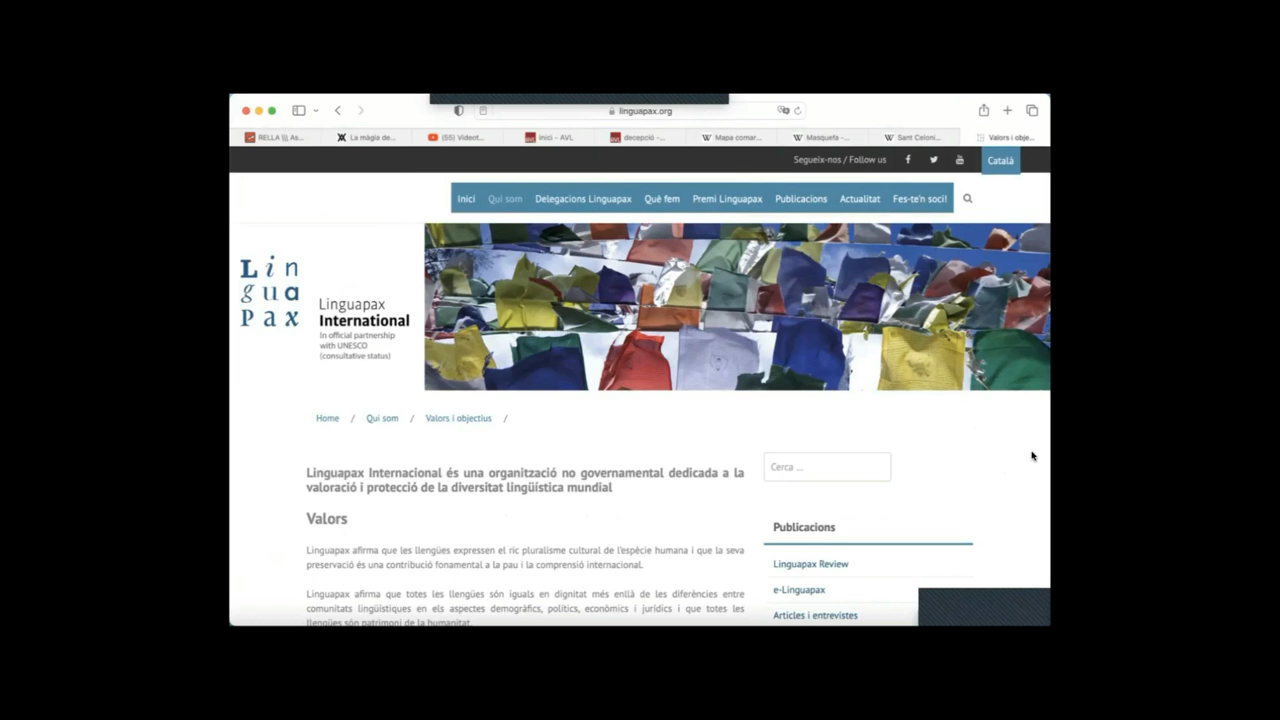 linguapax.org
RELLA \\\ As...
La màgia de...
(55) Videot...
Inici - AVL
decepció -...
Mapa comar...
Masquefa -...
Sant Celoni...
Valors i obje...
Segueix-nos / Follow us
Català
Inici Qui som Delegacions Linguapax Què fem Premi Linguapax Publicacions Actualitat Fes-te'n soci!
Lin
gua
Pax
Linguapax
International
In official partnership
with UNESCO
(consultative status)
Home / Qui som / Valors i objectius /
Linguapax Internacional és una organització no governamental dedicada a la
valoració i protecció de la diversitat lingüística mundial
Valors
Linguapax afirma que les llengües expressen el ric pluralisme cultural de l'espècie humana i que la seva
preservació és una contribució fonamental a la pau i la comprensió internacional.
Linguapax afirma que totes les llengües són iguals en dignitat més enllà de les diferències entre
comunitats lingüístiques en els aspectes demogràfics, polítics, econòmics i jurídics i que totes les
llengües són patrimoni de la humanitat.
Cerca ...
Publicacions
Linguapax Review
e-Linguapax
Articles i entrevistes